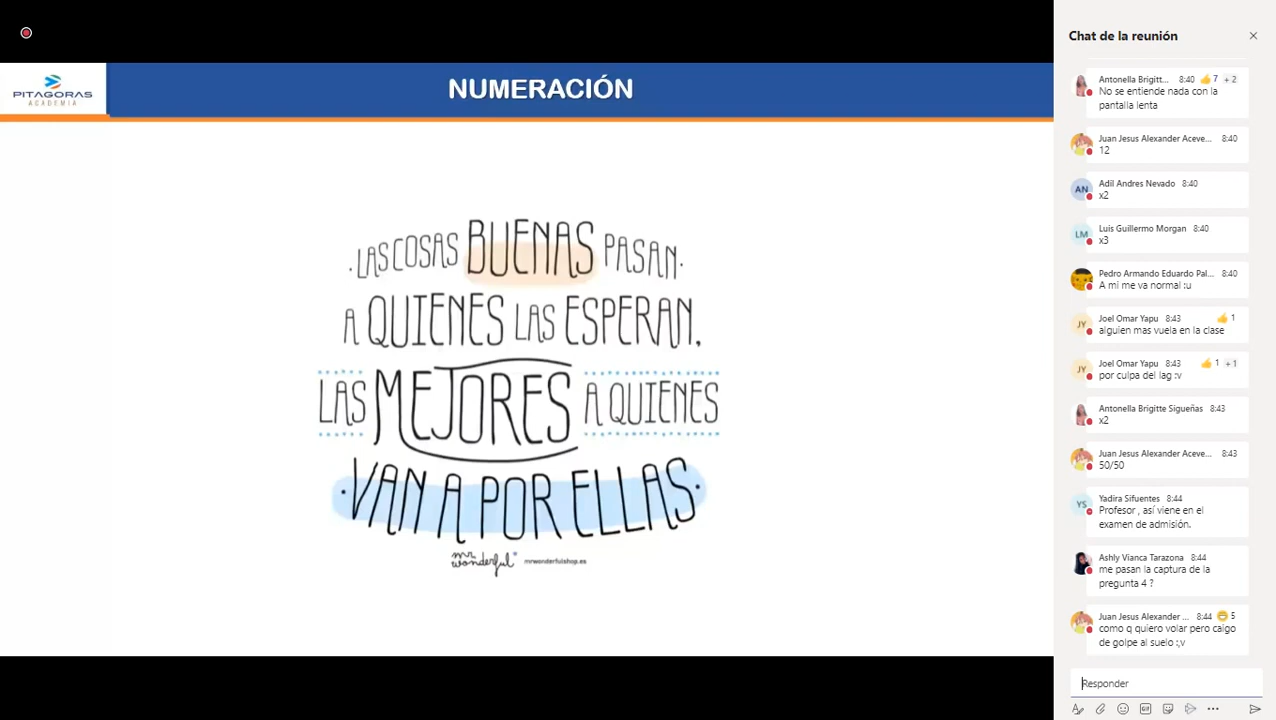 PITAGORAS
ACADEMIA
NUMERACIÓN
·LAS COSAS BUENAS PASAN·
A QUIENES LAS ESPERAN,
LAS MEJORES A QUIENES
·VAN A POR ELLAS·
mr. wonderful® mrwonderfulshop.es
Chat de la reunión
Antonella Brigitt... 8:40 👍7 +2
No se entiende nada con la
pantalla lenta
Juan Jesus Alexander Aceve... 8:40
12
AN Adil Andres Nevado 8:40
x2
LM Luis Guillermo Morgan 8:40
x3
Pedro Armando Eduardo Pal... 8:40
A mi me va normal :u
JY Joel Omar Yapu 8:43 👍1
alguien mas vuela en la clase
JY Joel Omar Yapu 8:43 👍1 +1
por culpa del lag :v
Antonella Brigitte Sigueñas 8:43
x2
Juan Jesus Alexander Aceve... 8:43
50/50
YS Yadira Sifuentes 8:44
Profesor , así viene en el
examen de admisión.
Ashly Vianca Tarazona 8:44
me pasan la captura de la
pregunta 4 ?
Juan Jesus Alexander ... 8:44 😁5
como q quiero volar pero caigo
de golpe al suelo :,v
Responder
GIF